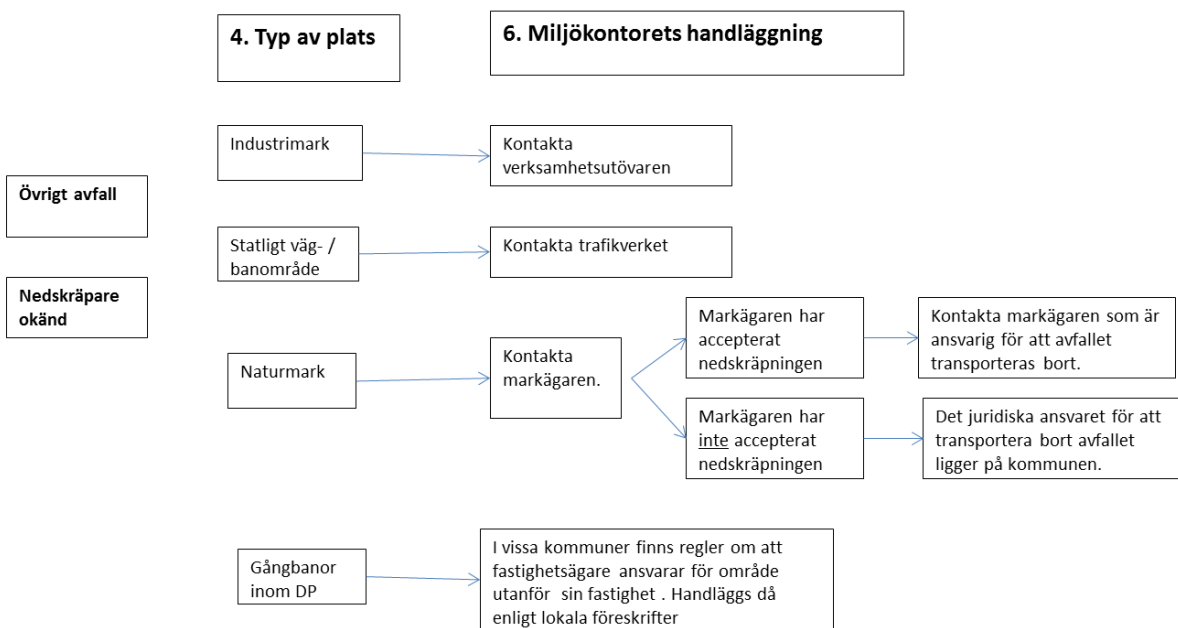 4. Typ av plats
6. Miljökontorets handläggning
Övrigt avfall
Nedskräpare
okänd
Industrimark
Kontakta
verksamhetsutövaren
Statligt väg- /
banområde
Kontakta trafikverket
Naturmark
Kontakta
markägaren.
Markägaren har
accepterat
nedskräpningen
Kontakta markägaren som är
ansvarig för att avfallet
transporteras bort.
Markägaren har
inte accepterat
nedskräpningen
Det juridiska ansvaret för att
transportera bort avfallet
ligger på kommunen.
Gångbanor
inom DP
I vissa kommuner finns regler om att
fastighetsägare ansvarar för område
utanför sin fastighet . Handläggs då
enligt lokala föreskrifter